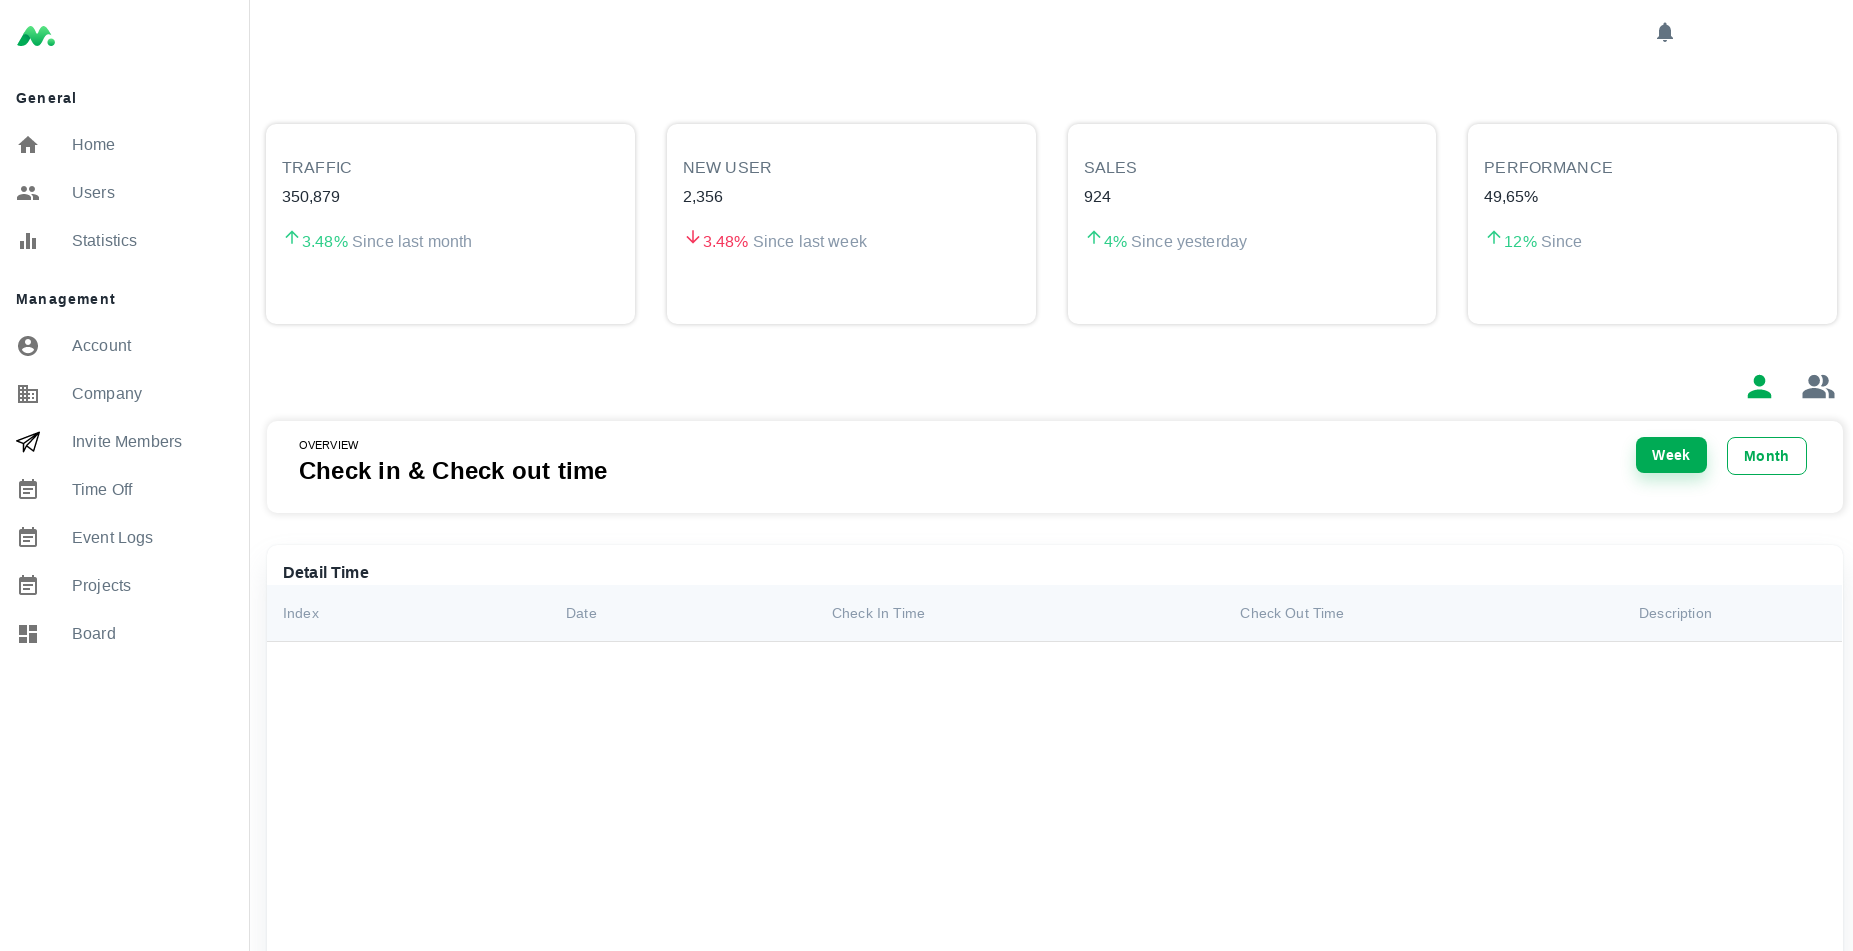 General
Home
Users
Statistics
Management
Account
Company
Invite Members
Time Off
Event Logs
Projects
Board
TRAFFIC
350,879
3.48% Since last month
NEW USER
2,356
3.48% Since last week
SALES
924
4% Since yesterday
PERFORMANCE
49,65%
12% Since
OVERVIEW
Check in & Check out time
Week
Month
Detail Time
Index Date Check In Time Check Out Time Description